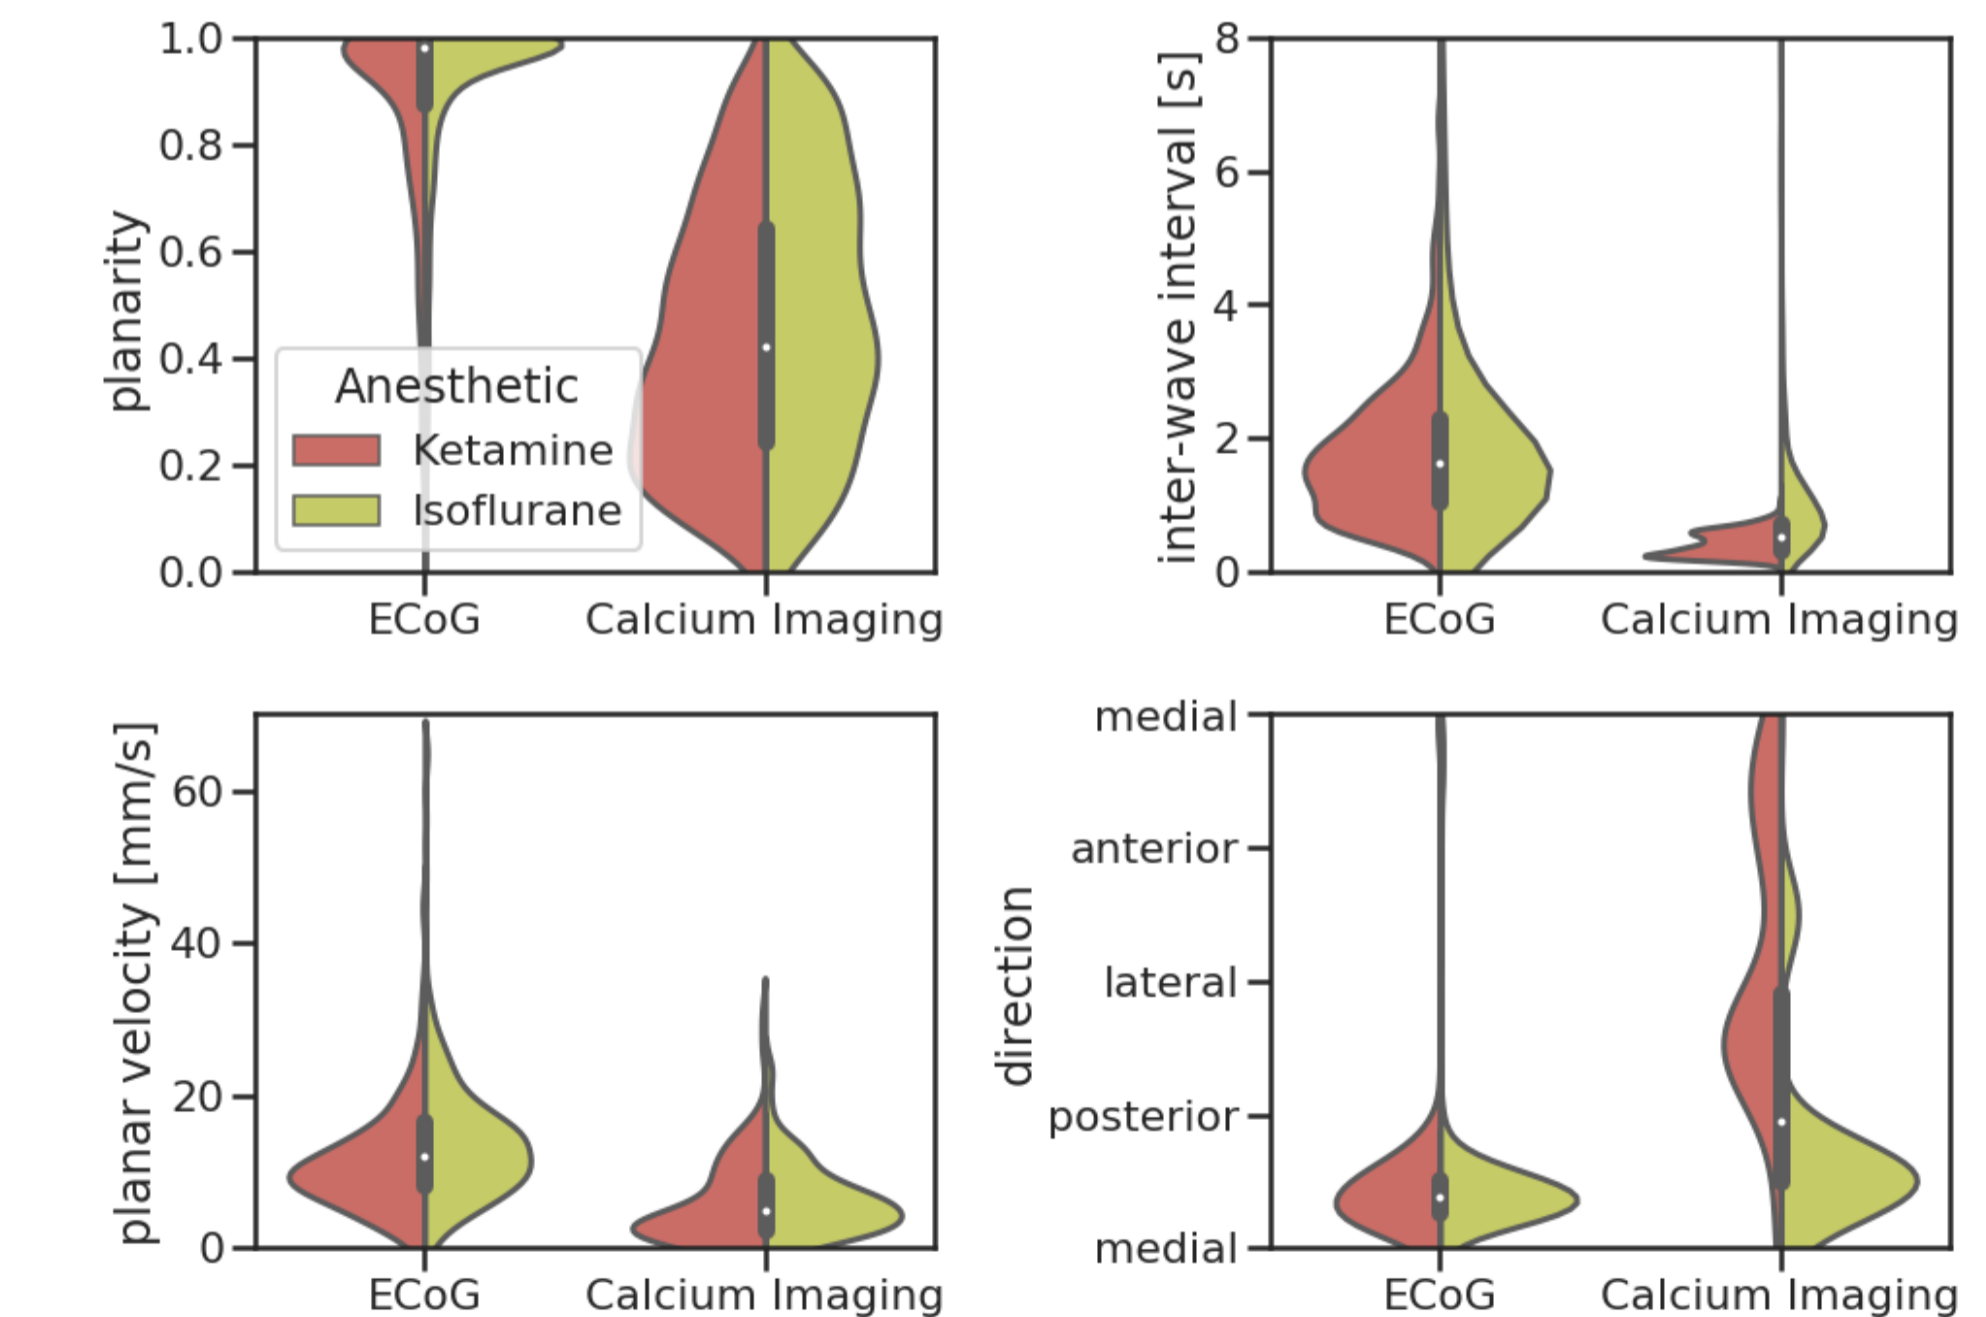 planarity
1.0
0.8
0.6
0.4
0.2
0.0
Anesthetic
Ketamine
Isoflurane
ECoG
Calcium Imaging
inter-wave interval [s]
8
6
4
2
0
ECoG
Calcium Imaging
planar velocity [mm/s]
60
40
20
0
ECoG
Calcium Imaging
direction
medial
anterior
lateral
posterior
medial
ECoG
Calcium Imaging